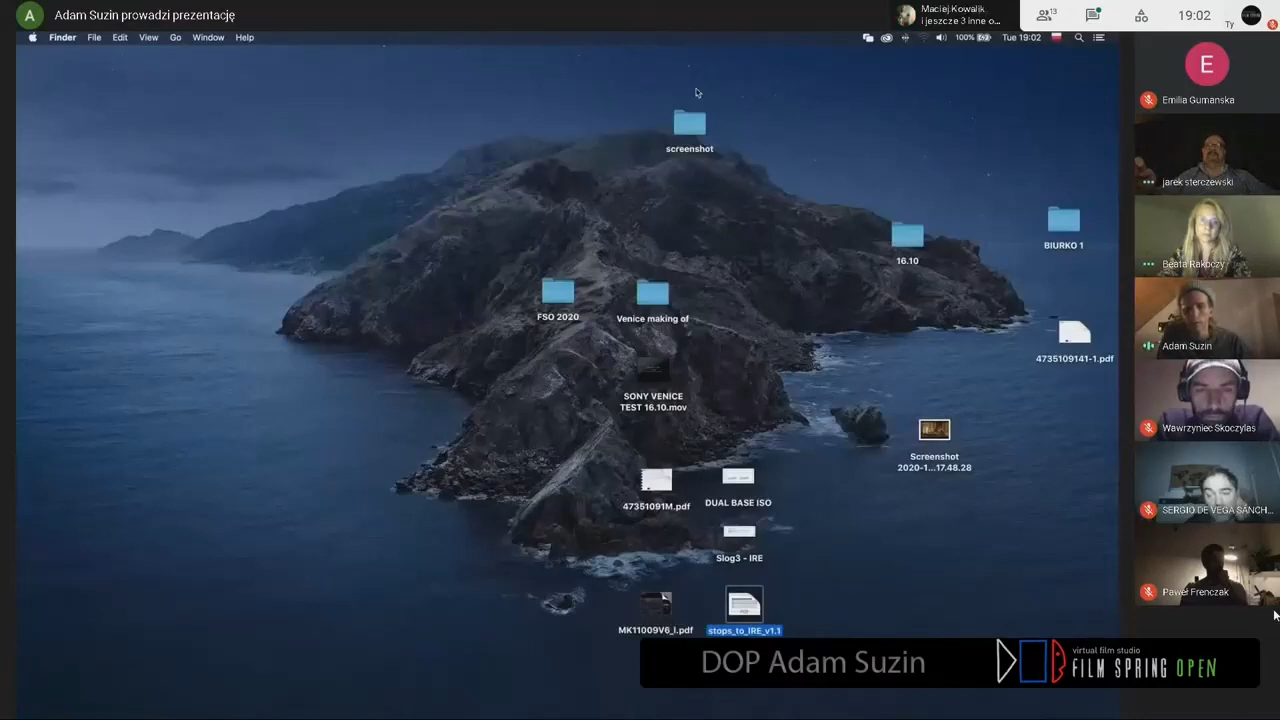 A
Adam Suzin prowadzi prezentację
Maciej Kowalik
i jeszcze 3 inne o...
13
19:02
Ty
Finder File Edit View Go Window Help
100% Tue 19:02
E
Emilia Gumanska
screenshot
jarek sterczewski
BIURKO 1
16.10
Beata Rakoczy
FSO 2020
Venice making of
Adam Suzin
4735109141-1.pdf
SONY VENICE
TEST 16.10.mov
Wawrzyniec Skoczylas
Screenshot
2020-1...17.48.28
47351091M.pdf
DUAL BASE ISO
SERGIO DE VEGA SÁNCH...
Slog3 - IRE
Paweł Frenczak
MK11009V6_I.pdf
stops_to_IRE_v1.1
DOP Adam Suzin
virtual film studio
FILM SPRING OPEN